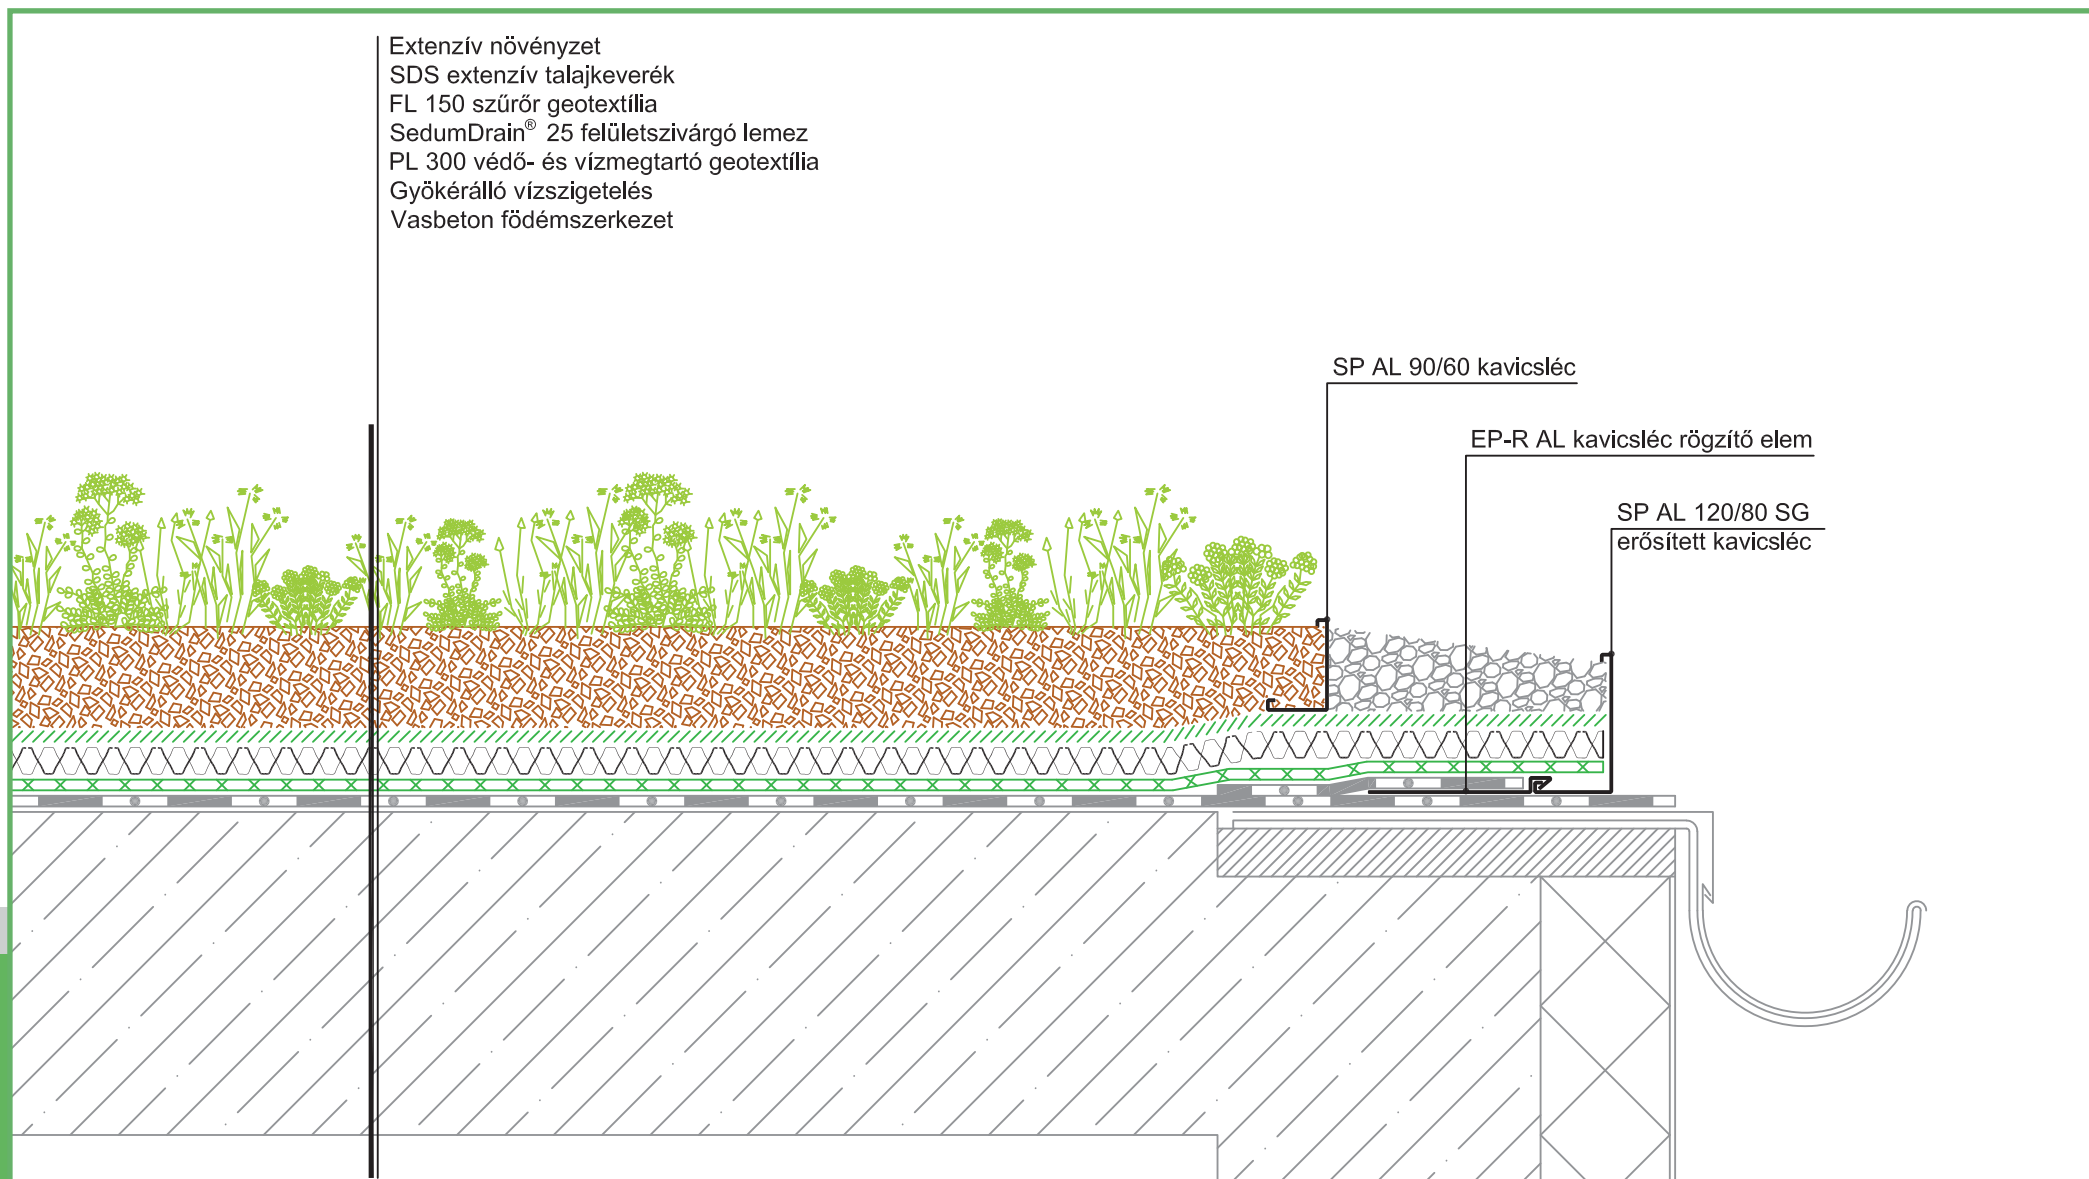 Extenzív növényzet
SDS extenzív talajkeverék
FL 150 szűrőr geotextília
SedumDrain® 25 felületszivárgó lemez
PL 300 védő- és vízmegtartó geotextília
Gyökérálló vízszigetelés
Vasbeton födémszerkezet
SP AL 90/60 kavicsléc
EP-R AL kavicsléc rögzítő elem
SP AL 120/80 SG
erősített kavicsléc